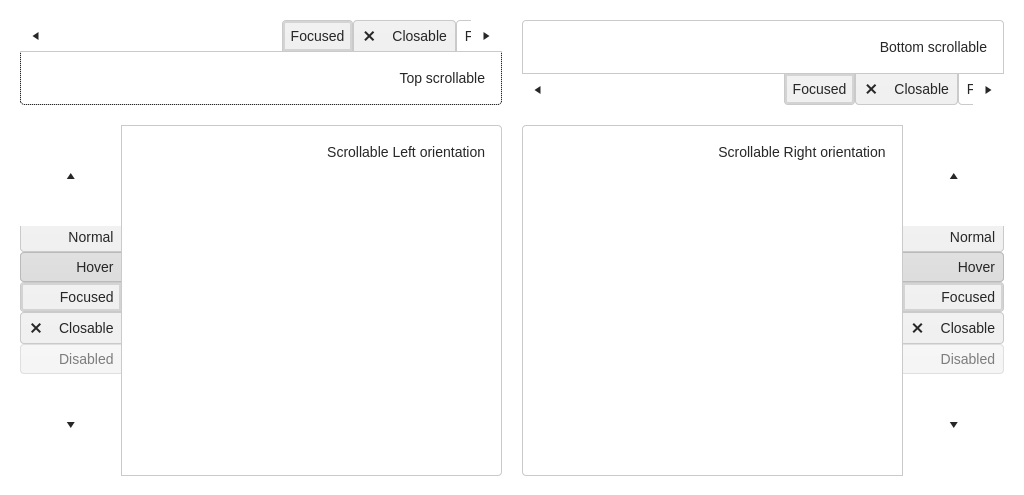 Focused
Closable
Top scrollable
Bottom scrollable
Focused
Closable
Scrollable Left orientation
Normal
Hover
Focused
Closable
Disabled
Scrollable Right orientation
Normal
Hover
Focused
Closable
Disabled